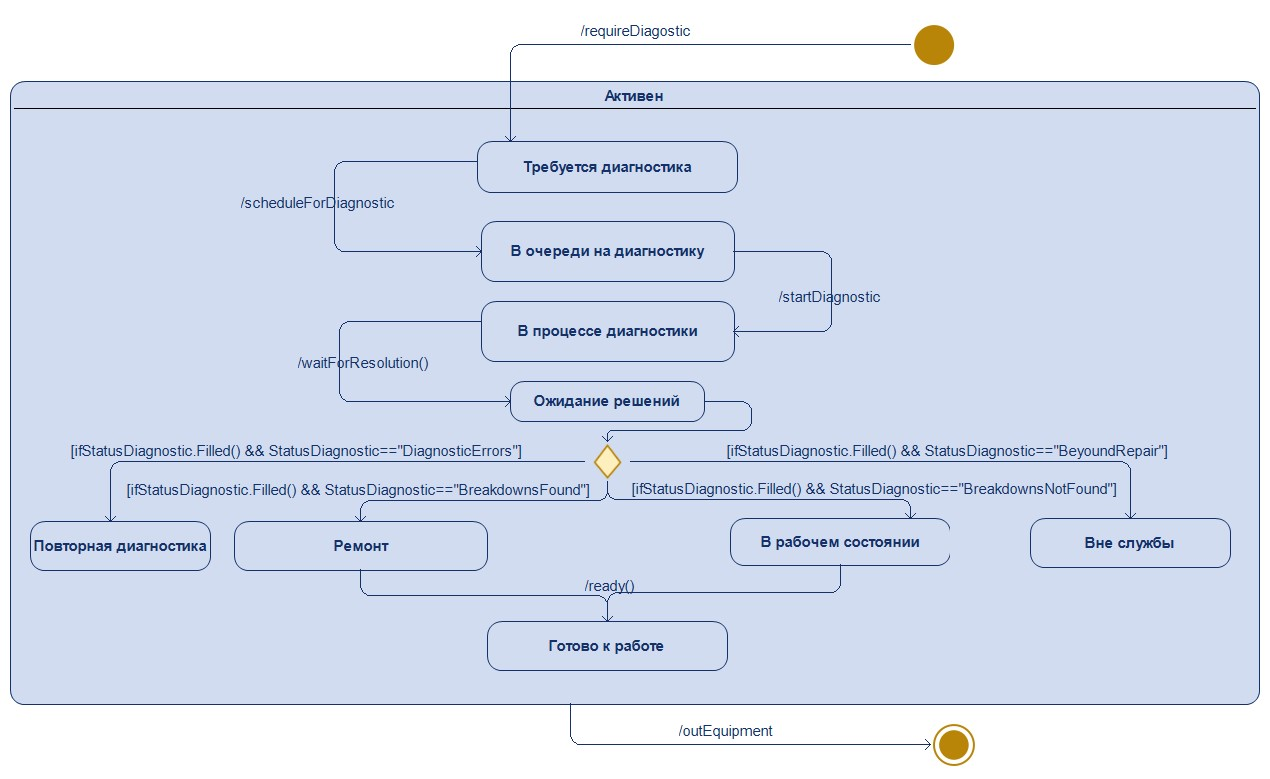 /requireDiagostic
Активен
Требуется диагностика
/scheduleForDiagnostic
В очереди на диагностику
/startDiagnostic
В процессе диагностики
/waitForResolution()
Ожидание решений
[ifStatusDiagnostic.Filled() && StatusDiagnostic=="DiagnosticErrors"]
[ifStatusDiagnostic.Filled() && StatusDiagnostic=="BeyoundRepair"]
[ifStatusDiagnostic.Filled() && StatusDiagnostic=="BreakdownsFound"]
[ifStatusDiagnostic.Filled() && StatusDiagnostic=="BreakdownsNotFound"]
Повторная диагностика
Ремонт
В рабочем состоянии
Вне службы
/ready()
Готово к работе
/outEquipment